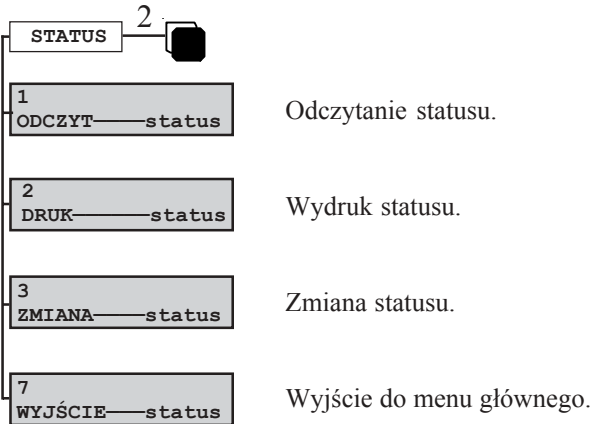 2
STATUS
1
ODCZYT────status
Odczytanie statusu.
2
DRUK──────status
Wydruk statusu.
3
ZMIANA────status
Zmiana statusu.
7
WYJŚCIE───status
Wyjście do menu głównego.